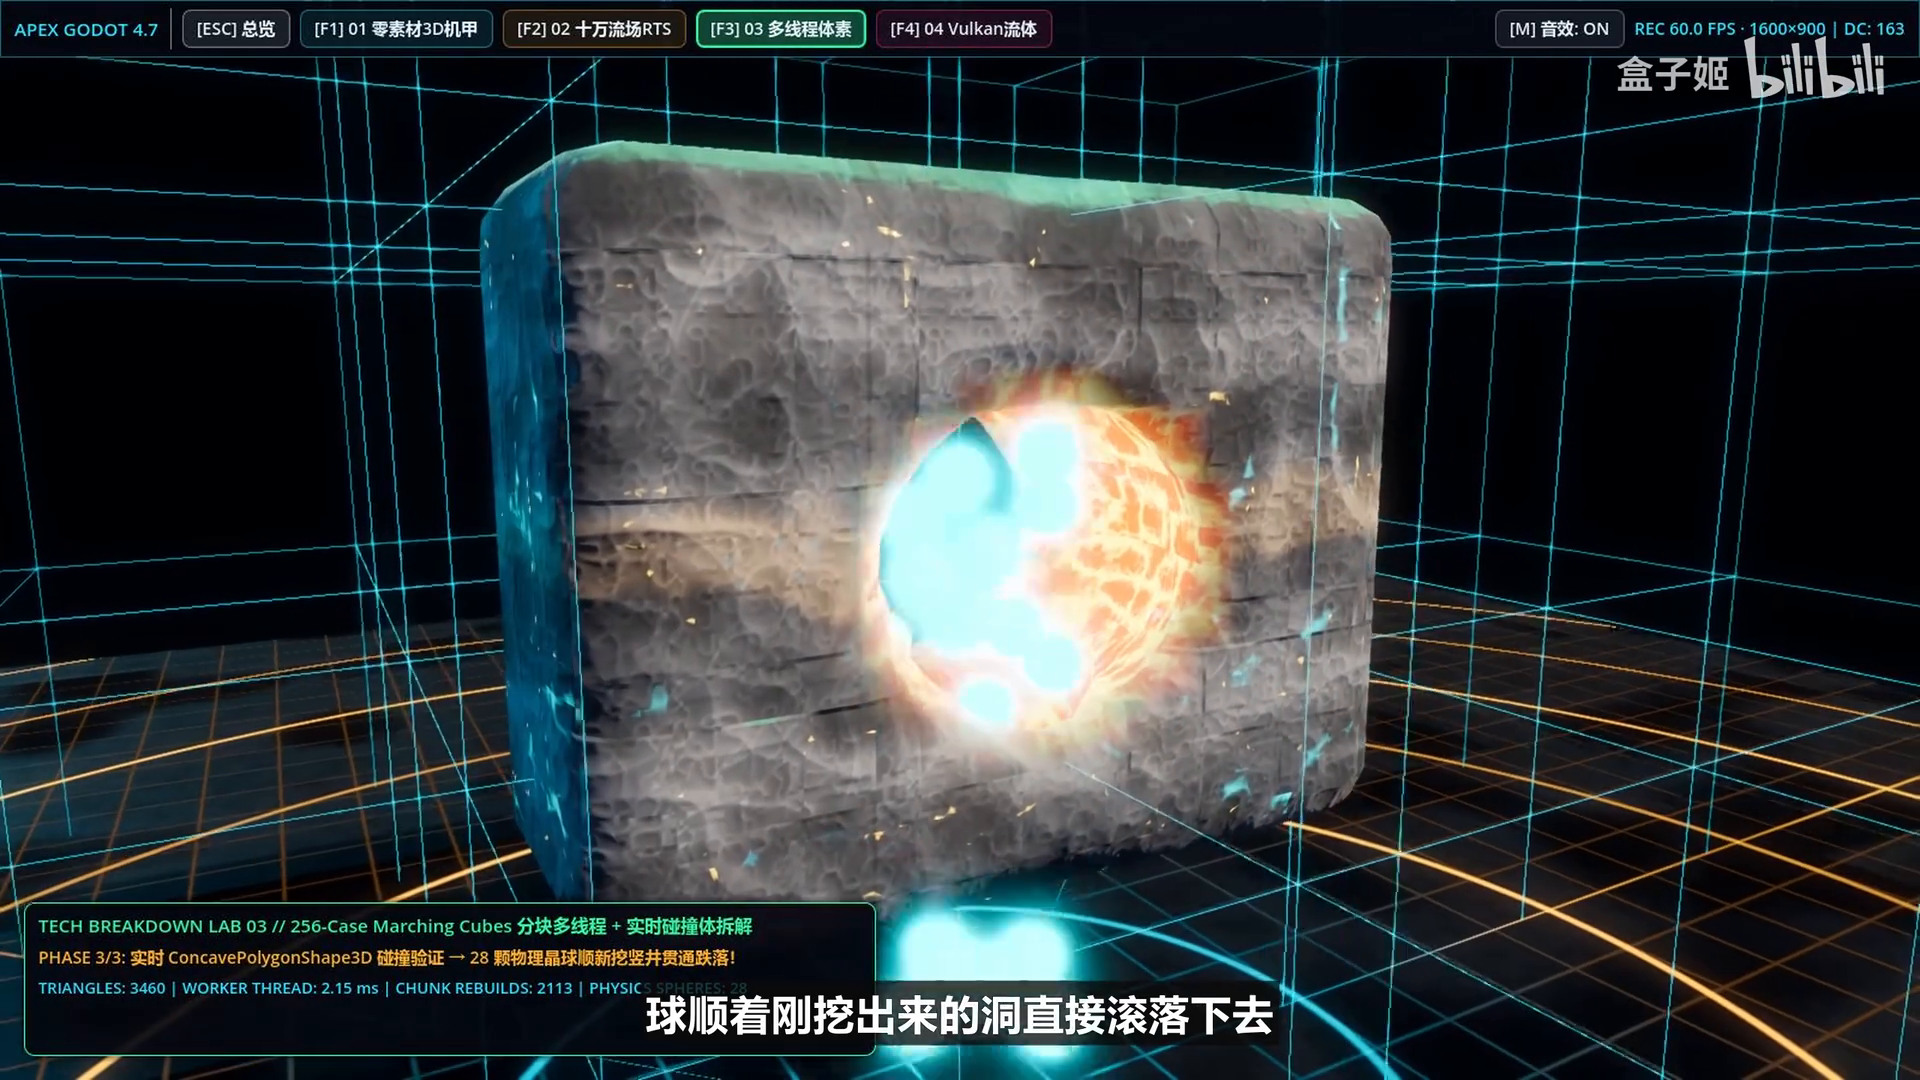 APEX GODOT 4.7
[ESC] 总览
[F1] 01 零素材3D机甲
[F2] 02 十万流场RTS
[F3] 03 多线程体素
[F4] 04 Vulkan流体
[M] 音效: ON
REC 60.0 FPS · 1600×900 | DC: 163
盒子姬 bilibili
TECH BREAKDOWN LAB 03 // 256-Case Marching Cubes 分块多线程 + 实时碰撞体拆解
PHASE 3/3: 实时 ConcavePolygonShape3D 碰撞验证 → 28 颗物理晶球顺新挖竖井贯通跌落!
TRIANGLES: 3460 | WORKER THREAD: 2.15 ms | CHUNK REBUILDS: 2113 | PHYSICS SPHERES: 28
球顺着刚挖出来的洞直接滚落下去